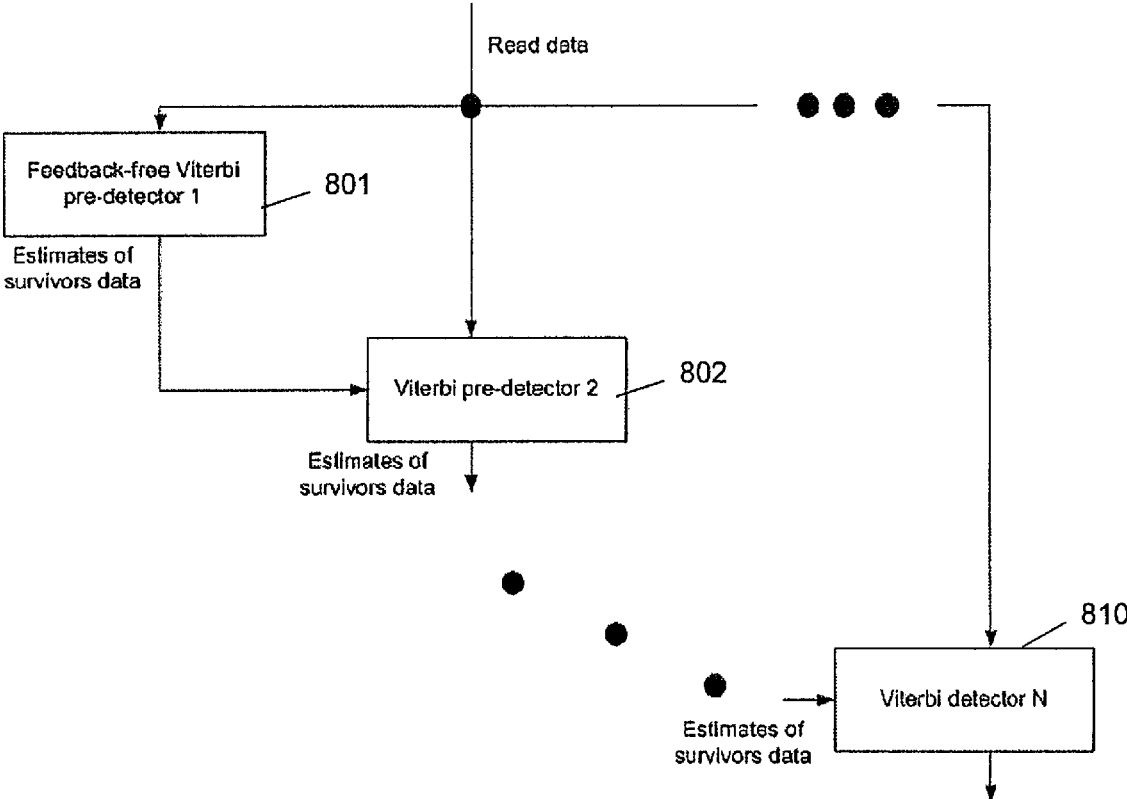 Read data
Feedback-free Viterbi
pre-detector 1
801
Estimates of
survivors data
Viterbi pre-detector 2
802
Estimates of
survivors data
810
Viterbi detector N
Estimates of
survivors data